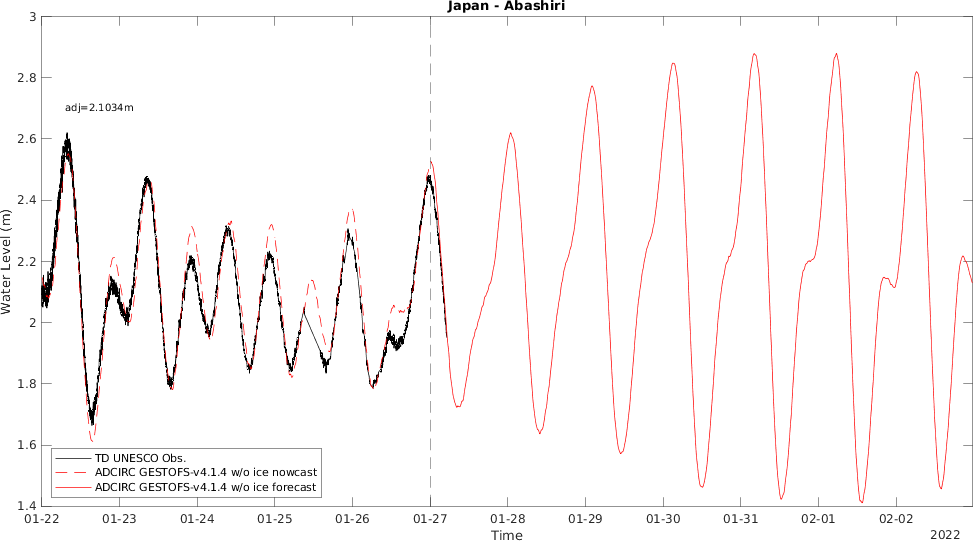 Japan - Abashiri
3
2.8
2.6
2.4
2.2
2
1.8
1.6
1.4
Water Level (m)
adj=2.1034m
TD UNESCO Obs.
ADCIRC GESTOFS-v4.1.4 w/o ice nowcast
ADCIRC GESTOFS-v4.1.4 w/o ice forecast
01-22 01-23 01-24 01-25 01-26 01-27 01-28 01-29 01-30 01-31 02-01 02-02
Time
2022